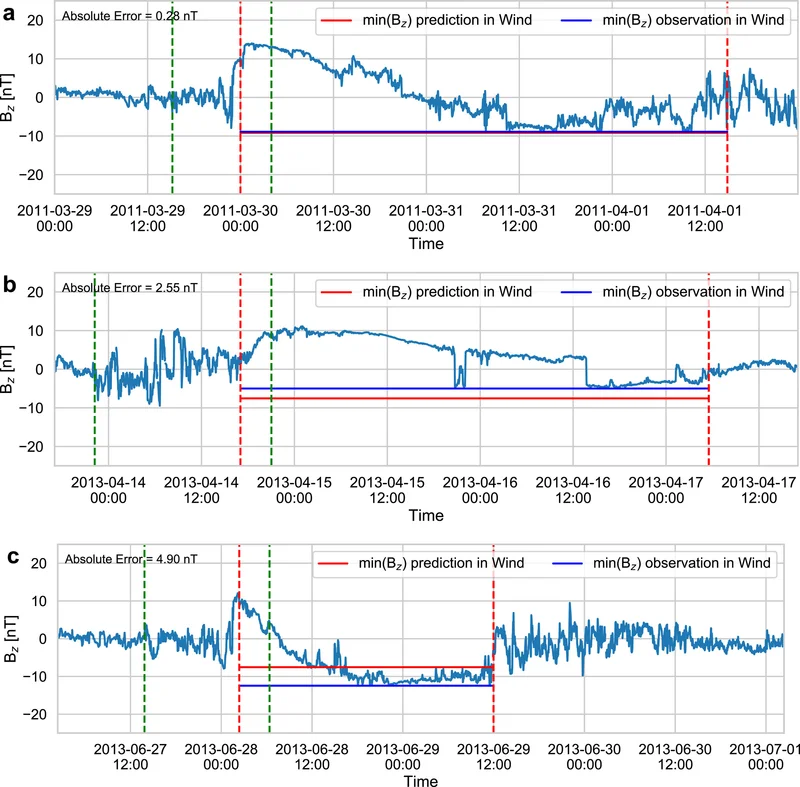 a
Absolute Error = 0.28 nT
min(Bz) prediction in Wind
min(Bz) observation in Wind
20
10
0
−10
−20
Bz [nT]
2011-03-29 00:00
2011-03-29 12:00
2011-03-30 00:00
2011-03-30 12:00
2011-03-31 00:00
2011-03-31 12:00
2011-04-01 00:00
2011-04-01 12:00
Time
b
Absolute Error = 2.55 nT
min(Bz) prediction in Wind
min(Bz) observation in Wind
20
10
0
−10
−20
Bz [nT]
2013-04-14 00:00
2013-04-14 12:00
2013-04-15 00:00
2013-04-15 12:00
2013-04-16 00:00
2013-04-16 12:00
2013-04-17 00:00
2013-04-17 12:00
Time
c
Absolute Error = 4.90 nT
min(Bz) prediction in Wind
min(Bz) observation in Wind
20
10
0
−10
−20
Bz [nT]
2013-06-27 12:00
2013-06-28 00:00
2013-06-28 12:00
2013-06-29 00:00
2013-06-29 12:00
2013-06-30 00:00
2013-06-30 12:00
2013-07-01 00:00
Time